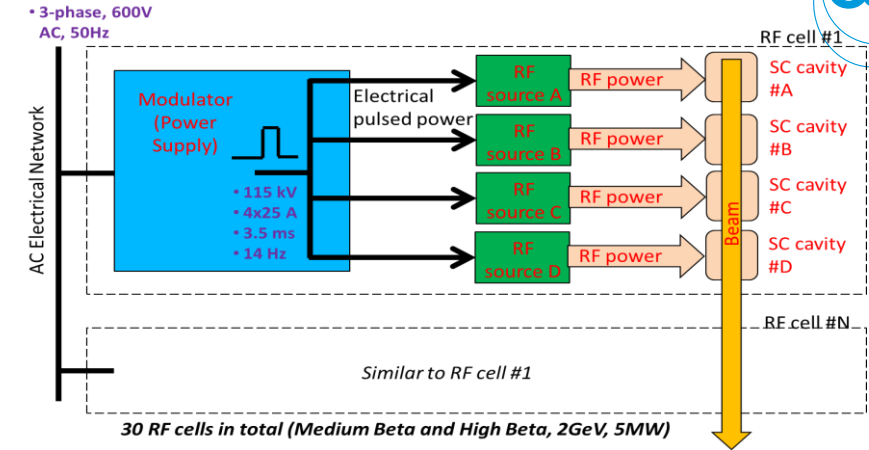 • 3-phase, 600V
AC, 50Hz
RF cell #1
AC Electrical Network
Modulator
(Power
Supply)
• 115 kV
• 4x25 A
• 3.5 ms
• 14 Hz
Electrical
pulsed power
RF
source A
RF power
SC cavity
#A
RF
source B
RF power
SC cavity
#B
RF
source C
RF power
SC cavity
#C
RF
source D
RF power
SC cavity
#D
Beam
RF cell #N
Similar to RF cell #1
30 RF cells in total (Medium Beta and High Beta, 2GeV, 5MW)